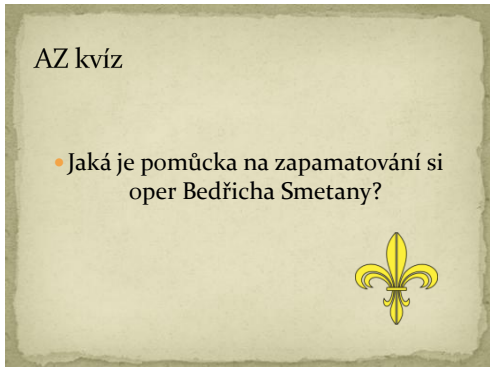 AZ kvíz
• Jaká je pomůcka na zapamatování si
oper Bedřicha Smetany?